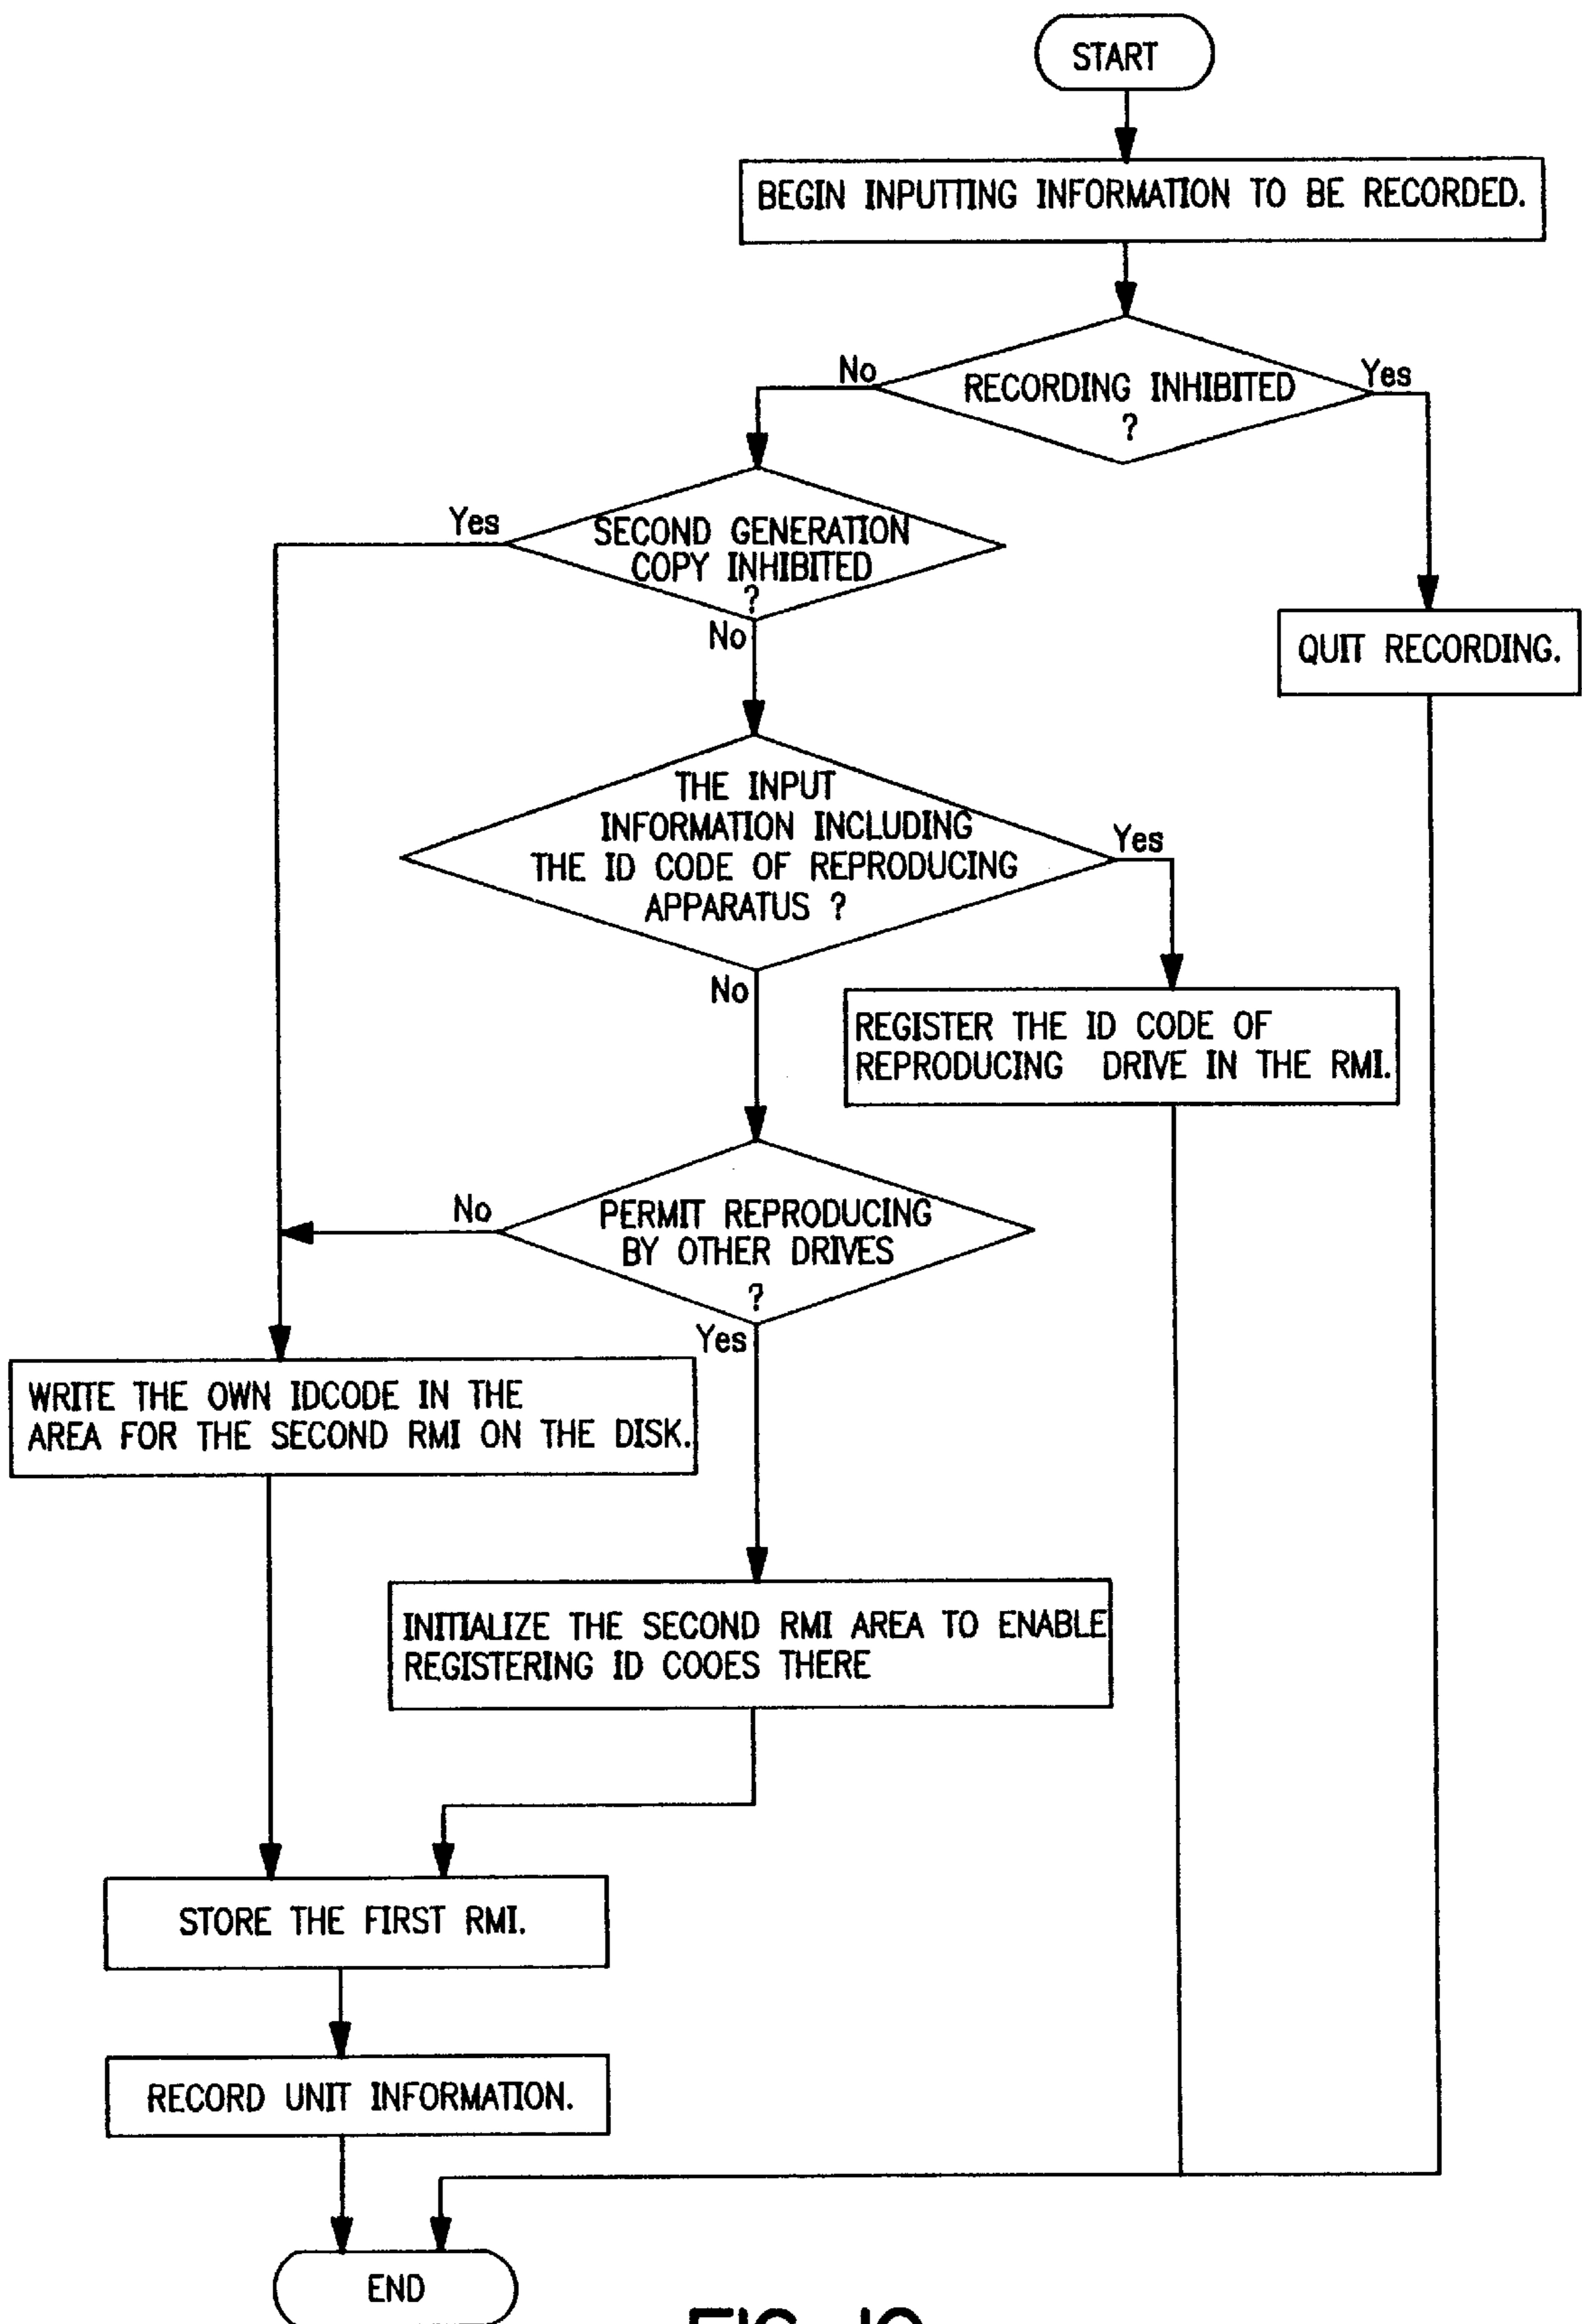 START
BEGIN INPUTTING INFORMATION TO BE RECORDED.
RECORDING INHIBITED
?
No
Yes
SECOND GENERATION
COPY INHIBITED
?
Yes
No
QUIT RECORDING.
THE INPUT
INFORMATION INCLUDING
THE ID CODE OF REPRODUCING
APPARATUS ?
Yes
No
REGISTER THE ID CODE OF
REPRODUCING DRIVE IN THE RMI.
PERMIT REPRODUCING
BY OTHER DRIVES
?
No
Yes
WRITE THE OWN IDCODE IN THE
AREA FOR THE SECOND RMI ON THE DISK.
INITIALIZE THE SECOND RMI AREA TO ENABLE
REGISTERING ID COOES THERE
STORE THE FIRST RMI.
RECORD UNIT INFORMATION.
END